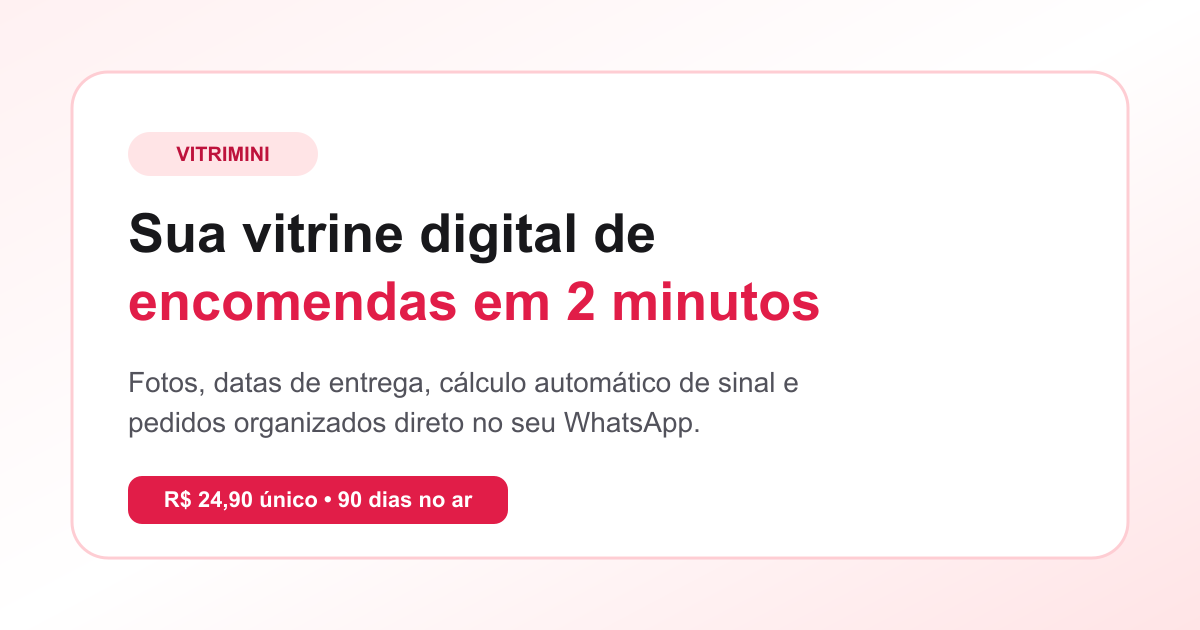 VITRIMINI
Sua vitrine digital de
encomendas em 2 minutos
Fotos, datas de entrega, cálculo automático de sinal e
pedidos organizados direto no seu WhatsApp.
R$ 24,90 único • 90 dias no ar